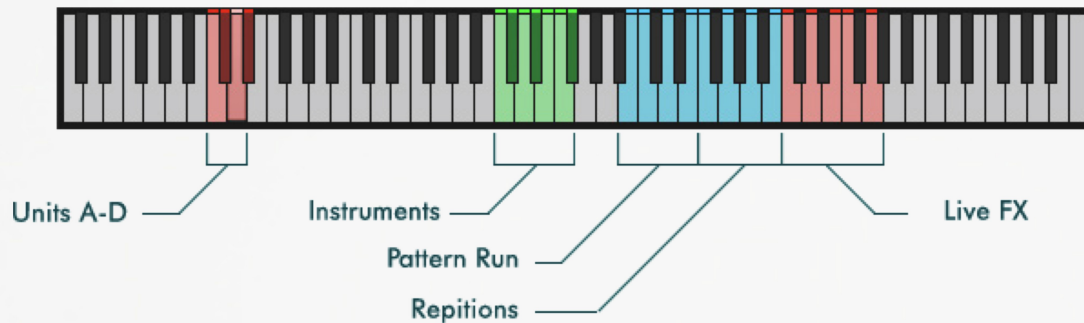 Units A-D
Instruments
Live FX
Pattern Run
Repitions